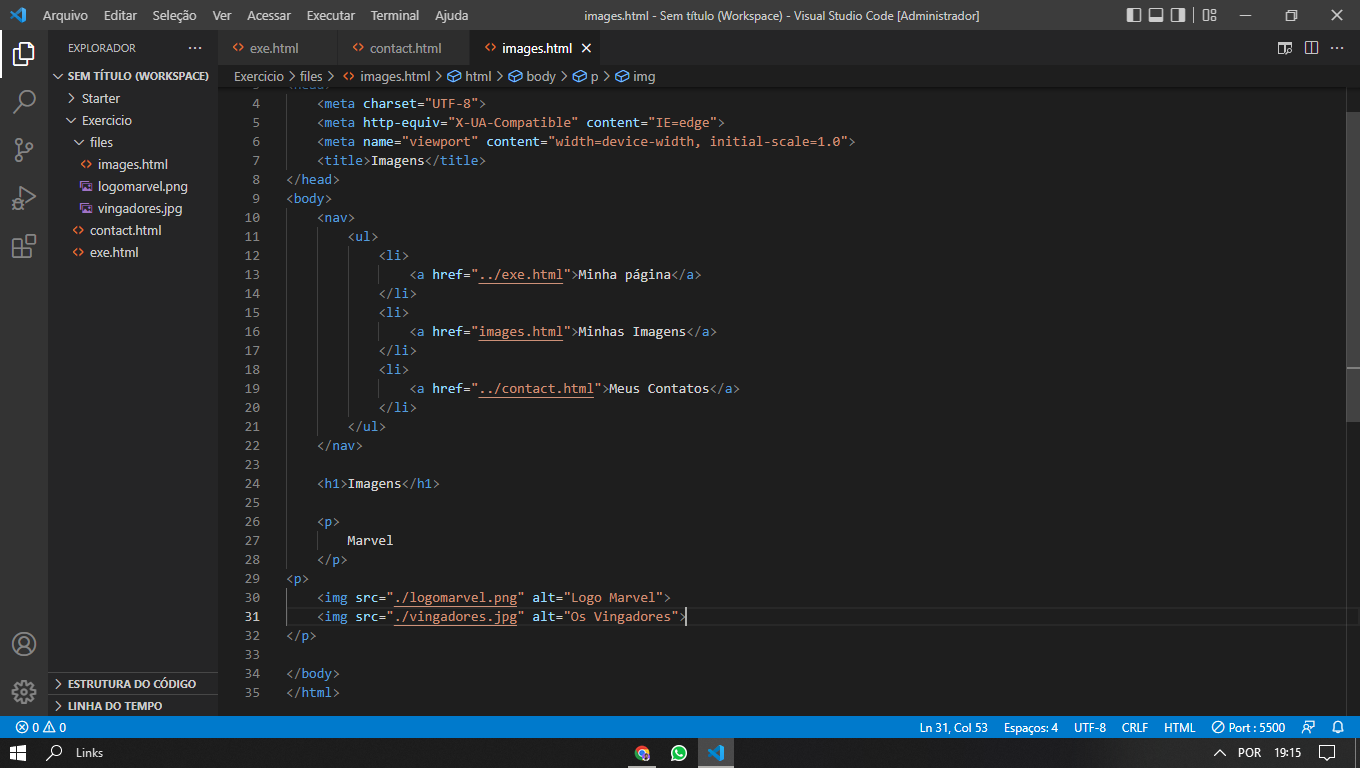 Arquivo Editar Seleção Ver Acessar Executar Terminal Ajuda images.html - Sem título (Workspace) - Visual Studio Code [Administrador]
EXPLORADOR
SEM TÍTULO (WORKSPACE)
Starter
Exercicio
files
images.html
logomarvel.png
vingadores.jpg
contact.html
exe.html
ESTRUTURA DO CÓDIGO
LINHA DO TEMPO
exe.html contact.html images.html
Exercicio > files > images.html > html > body > p > img
3 <head>
4 <meta charset="UTF-8">
5 <meta http-equiv="X-UA-Compatible" content="IE=edge">
6 <meta name="viewport" content="width=device-width, initial-scale=1.0">
7 <title>Imagens</title>
8 </head>
9 <body>
10 <nav>
11 <ul>
12 <li>
13 <a href="../exe.html">Minha página</a>
14 </li>
15 <li>
16 <a href="images.html">Minhas Imagens</a>
17 </li>
18 <li>
19 <a href="../contact.html">Meus Contatos</a>
20 </li>
21 </ul>
22 </nav>
23
24 <h1>Imagens</h1>
25
26 <p>
27 Marvel
28 </p>
29 <p>
30 <img src="./logomarvel.png" alt="Logo Marvel">
31 <img src="./vingadores.jpg" alt="Os Vingadores">
32 </p>
33
34 </body>
35 </html>
0 0 Ln 31, Col 53 Espaços: 4 UTF-8 CRLF HTML Port : 5500
Links POR 19:15